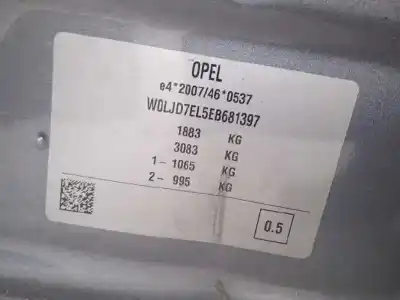 OPEL
e4*2007/46*0537
W0LJD7EL5EB681397
1883 KG
3083 KG
1- 1065 KG
2- 995 KG
0.5